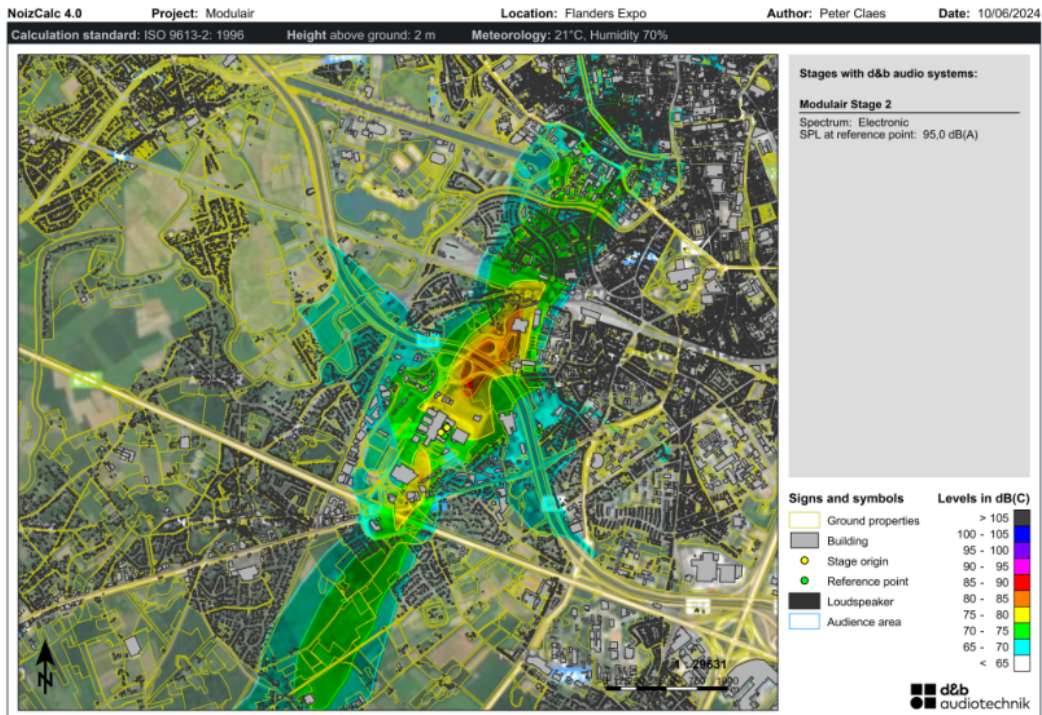 NoizCalc 4.0 Project: Modulair Location: Flanders Expo Author: Peter Claes Date: 10/06/2024
Calculation standard: ISO 9613-2: 1996 Height above ground: 2 m Meteorology: 21°C, Humidity 70%
Stages with d&b audio systems:
Modulair Stage 2
Spectrum: Electronic
SPL at reference point: 95,0 dB(A)
Signs and symbols
Ground properties
Building
Stage origin
Reference point
Loudspeaker
Audience area
Levels in dB(C)
> 105
100 - 105
95 - 100
90 - 95
85 - 90
80 - 85
75 - 80
70 - 75
65 - 70
< 65
N
1 : 29631
d&b
audiotechnik